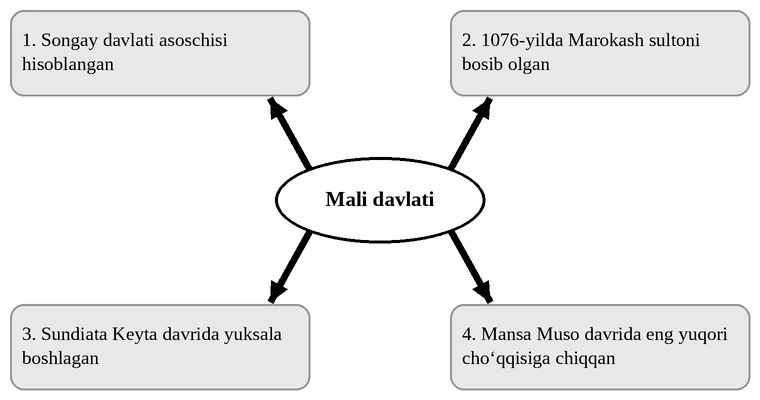 1. Songay davlati asoschisi
hisoblangan
2. 1076-yilda Marokash sultoni
bosib olgan
Mali davlati
3. Sundiata Keyta davrida yuksala
boshlagan
4. Mansa Muso davrida eng yuqori
cho‘qqisiga chiqqan